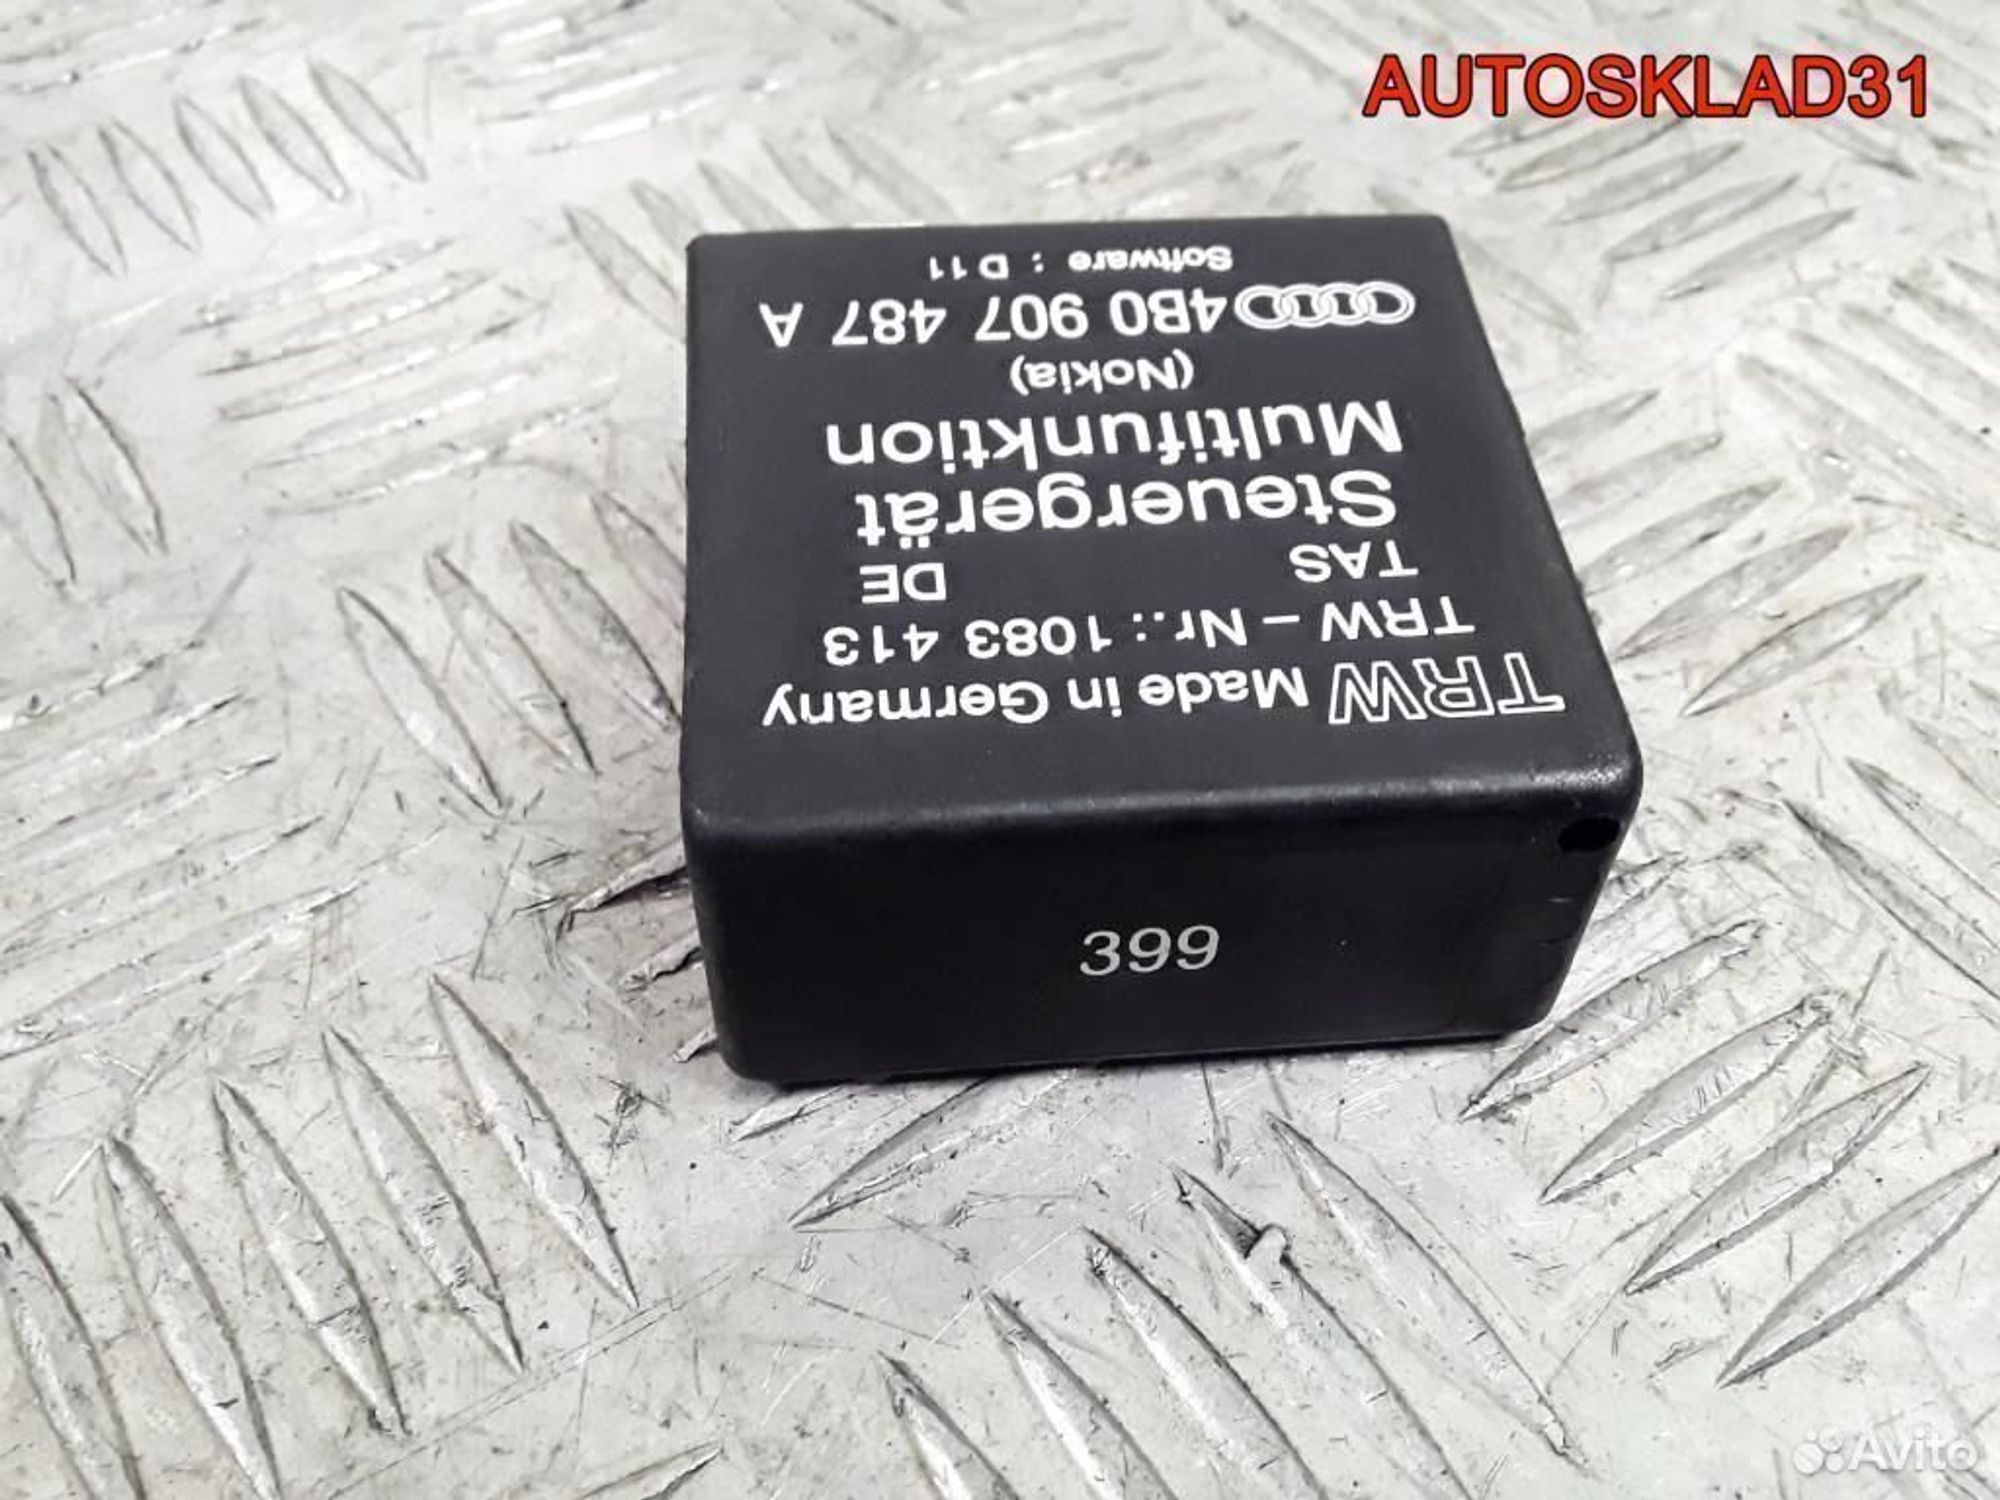 AUTOSKLAD31
TRW Made in Germany
TRW - Nr.: 1083 413
TAS DE
Steuergerät
Multifunktion
(Nokia)
4B0 907 487 A
Software : D11
399
Avito